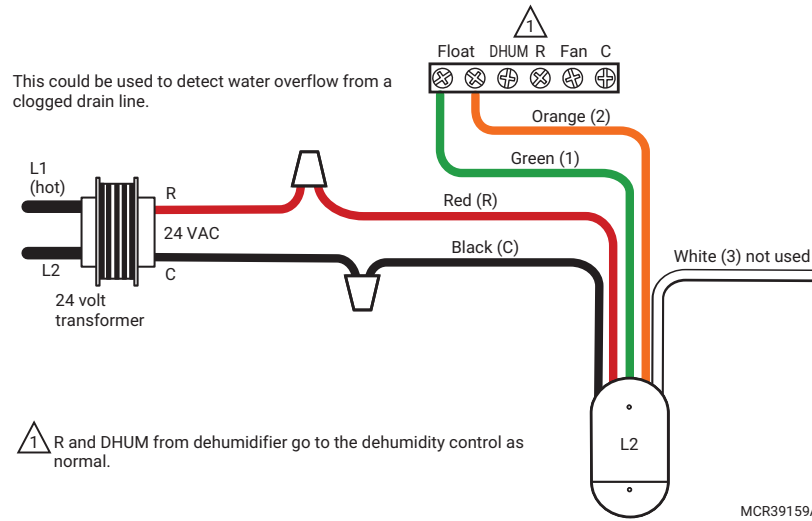 1
Float DHUM R Fan C
This could be used to detect water overflow from a
clogged drain line.
Orange (2)
Green (1)
L1
(hot)
R
Red (R)
24 VAC
Black (C)
White (3) not used
L2
C
24 volt
transformer
1 R and DHUM from dehumidifier go to the dehumidity control as
normal.
L2
MCR39159